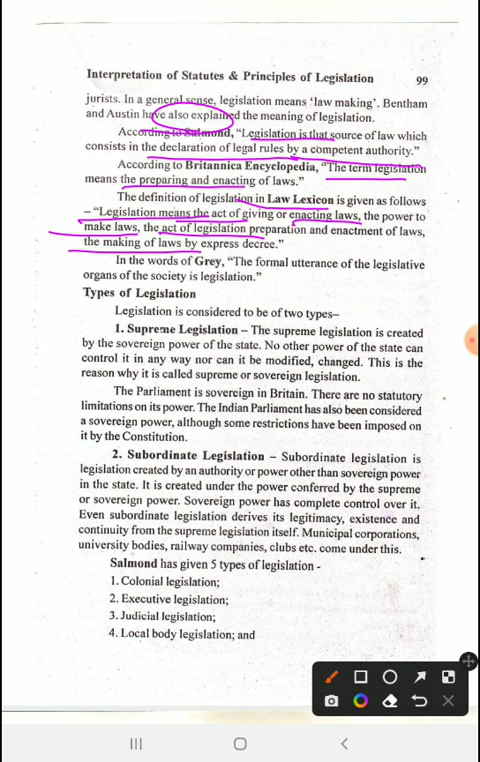 Interpretation of Statutes & Principles of Legislation 99
jurists. In a general sense, legislation means ‘law making’. Bentham
and Austin have also explained the meaning of legislation.
According to Salmond, “Legislation is that source of law which
consists in the declaration of legal rules by a competent authority.”
According to Britannica Encyclopedia, “The term legislation
means the preparing and enacting of laws.”
The definition of legislation in Law Lexicon is given as follows
– “Legislation means the act of giving or enacting laws, the power to
make laws, the act of legislation preparation and enactment of laws,
the making of laws by express decree.”
In the words of Grey, “The formal utterance of the legislative
organs of the society is legislation.”
Types of Legislation
Legislation is considered to be of two types–
1. Supreme Legislation – The supreme legislation is created
by the sovereign power of the state. No other power of the state can
control it in any way nor can it be modified, changed. This is the
reason why it is called supreme or sovereign legislation.
The Parliament is sovereign in Britain. There are no statutory
limitations on its power. The Indian Parliament has also been considered
a sovereign power, although some restrictions have been imposed on
it by the Constitution.
2. Subordinate Legislation – Subordinate legislation is
legislation created by an authority or power other than sovereign power
in the state. It is created under the power conferred by the supreme
or sovereign power. Sovereign power has complete control over it.
Even subordinate legislation derives its legitimacy, existence and
continuity from the supreme legislation itself. Municipal corporations,
university bodies, railway companies, clubs etc. come under this.
Salmond has given 5 types of legislation -
1. Colonial legislation;
2. Executive legislation;
3. Judicial legislation;
4. Local body legislation; and